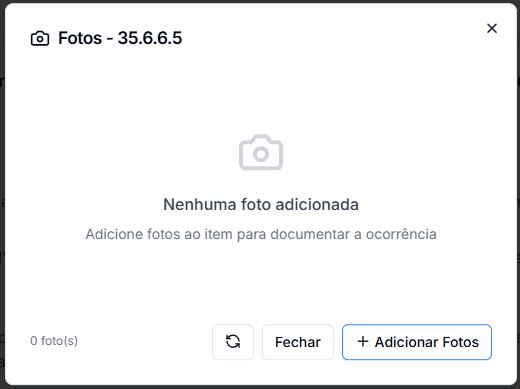 Fotos - 35.6.6.5
Nenhuma foto adicionada
Adicione fotos ao item para documentar a ocorrência
0 foto(s)
Fechar
+ Adicionar Fotos